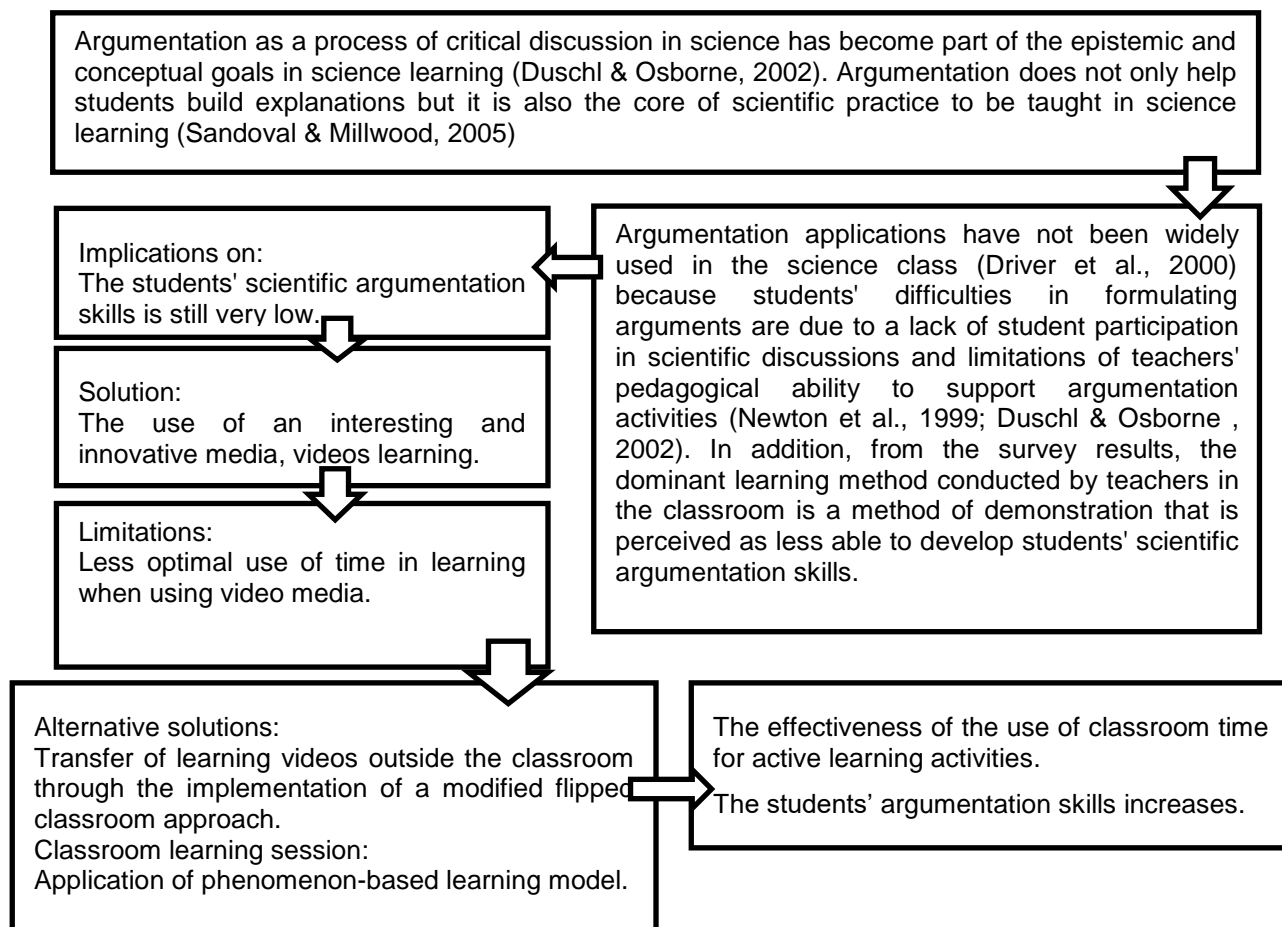 Argumentation as a process of critical discussion in science has become part of the epistemic and
conceptual goals in science learning (Duschl & Osborne, 2002). Argumentation does not only help
students build explanations but it is also the core of scientific practice to be taught in science
learning (Sandoval & Millwood, 2005)
Argumentation applications have not been widely
used in the science class (Driver et al., 2000)
because students' difficulties in formulating
arguments are due to a lack of student participation
in scientific discussions and limitations of teachers'
pedagogical ability to support argumentation
activities (Newton et al., 1999; Duschl & Osborne ,
2002). In addition, from the survey results, the
dominant learning method conducted by teachers in
the classroom is a method of demonstration that is
perceived as less able to develop students' scientific
argumentation skills.
Implications on:
The students' scientific argumentation
skills is still very low.
Solution:
The use of an interesting and
innovative media, videos learning.
Limitations:
Less optimal use of time in learning
when using video media.
Alternative solutions:
Transfer of learning videos outside the classroom
through the implementation of a modified flipped
classroom approach.
Classroom learning session:
Application of phenomenon-based learning model.
The effectiveness of the use of classroom time
for active learning activities.
The students’ argumentation skills increases.